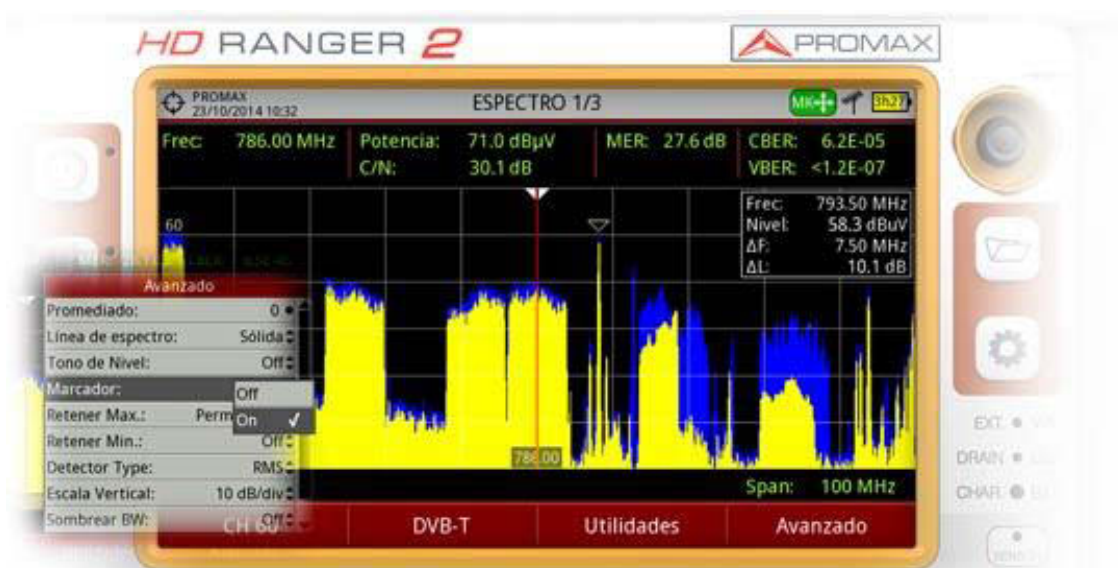 HD RANGER 2
PROMAX
PROMAX
23/10/2014 10:32
ESPECTRO 1/3
MK
3h27
Frec: 786.00 MHz
Potencia: 71.0 dBµV
MER: 27.6 dB
CBER: 6.2E-05
C/N: 30.1 dB
VBER: <1.2E-07
60
Frec: 793.50 MHz
Nivel: 58.3 dBuV
ΔF: 7.50 MHz
ΔL: 10.1 dB
Avanzado
Promediado: 0
Línea de espectro: Sólida
Tono de Nivel: Off
Marcador:
Off
On
Retener Max.: Perm
Retener Min.: Off
Detector Type: RMS
Escala Vertical: 10 dB/div
Sombrear BW: Off
786.00
Span: 100 MHz
CH 60
DVB-T
Utilidades
Avanzado
EXT.
DRAIN
CHAR.